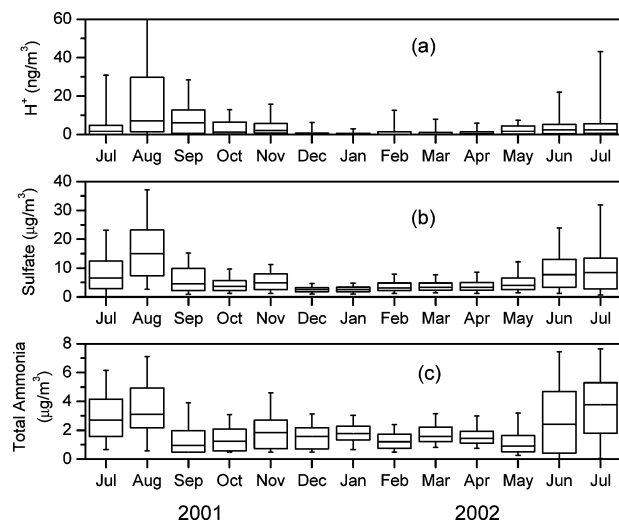 (a)
H⁺ (ng/m³)
60
40
20
0
Jul Aug Sep Oct Nov Dec Jan Feb Mar Apr May Jun Jul
(b)
Sulfate (μg/m³)
40
30
20
10
0
Jul Aug Sep Oct Nov Dec Jan Feb Mar Apr May Jun Jul
(c)
Total Ammonia
(μg/m³)
8
6
4
2
0
Jul Aug Sep Oct Nov Dec Jan Feb Mar Apr May Jun Jul
2001 2002